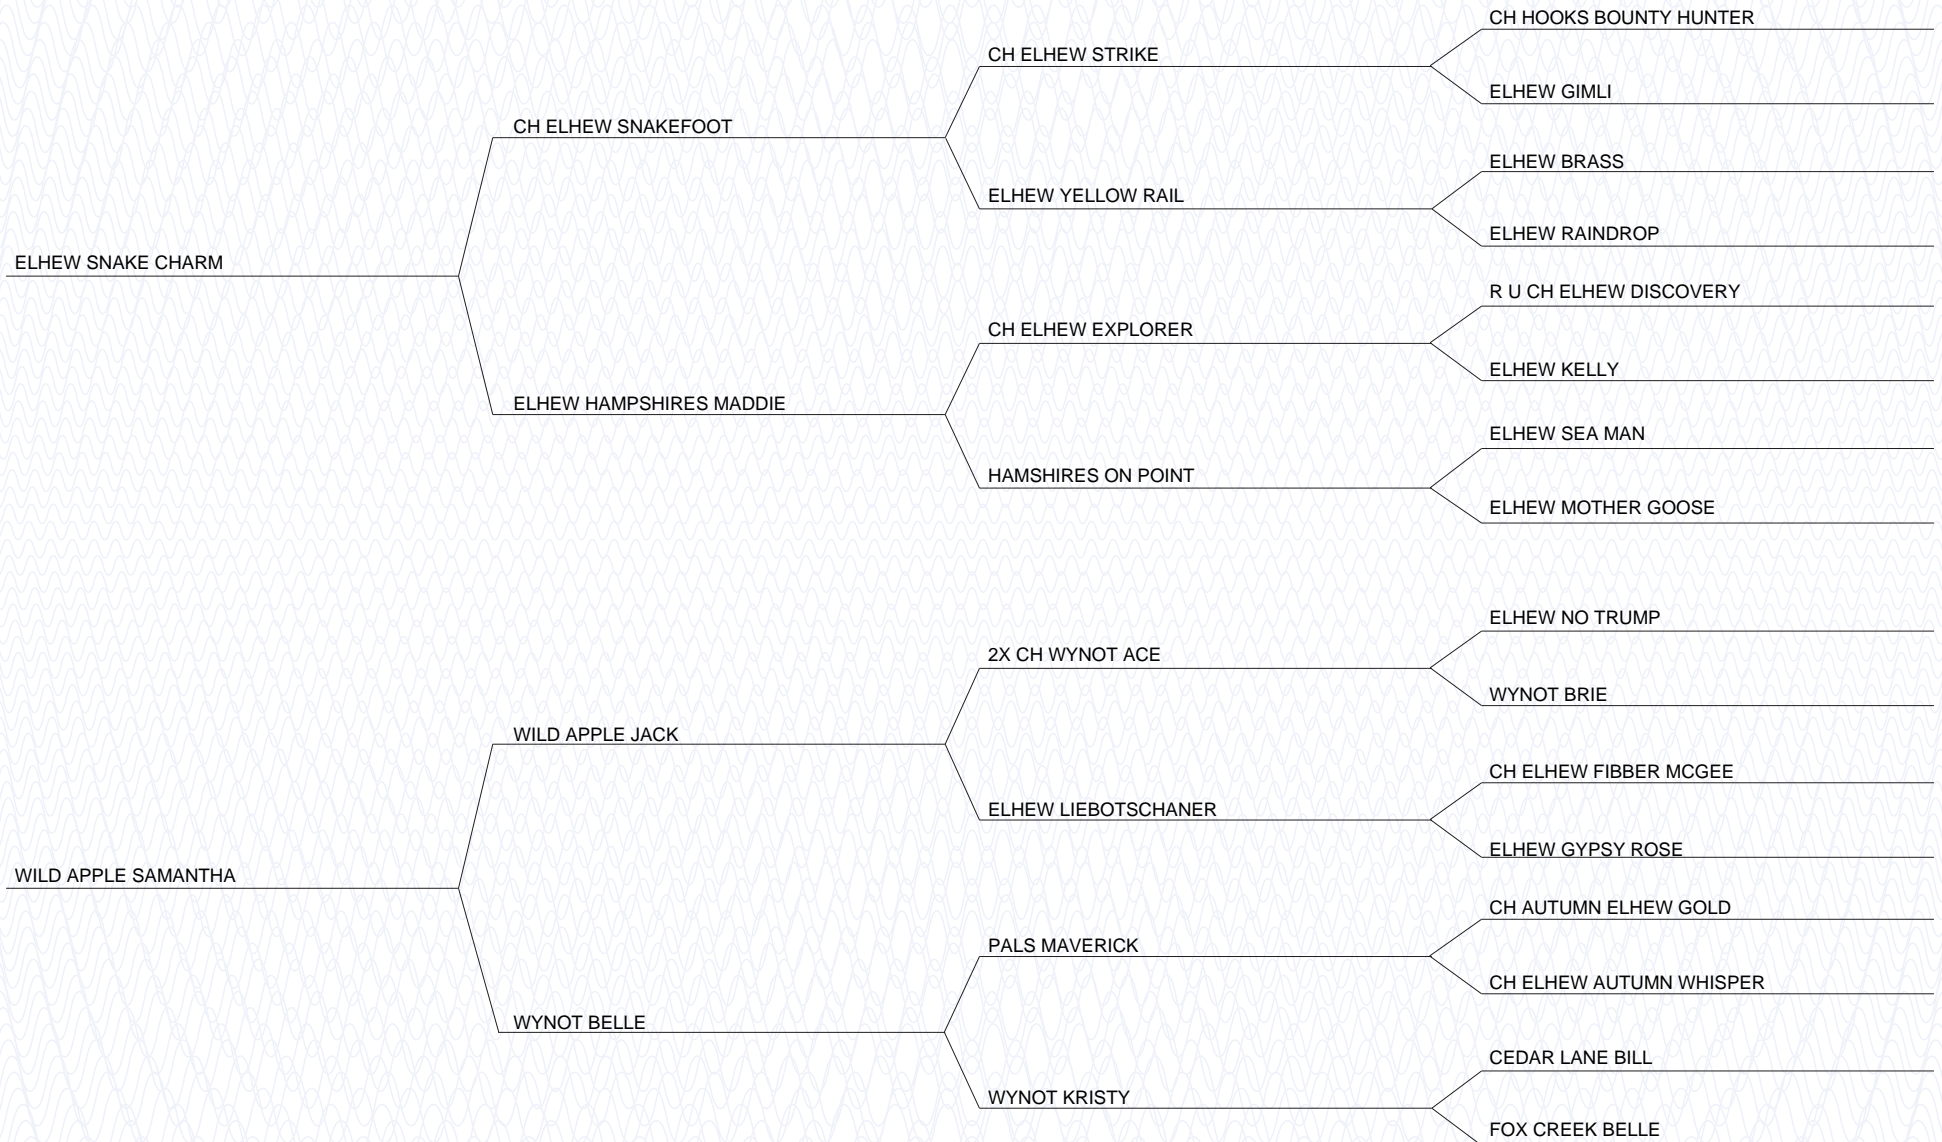 CH HOOKS BOUNTY HUNTER
CH ELHEW STRIKE
ELHEW GIMLI
CH ELHEW SNAKEFOOT
ELHEW BRASS
ELHEW YELLOW RAIL
ELHEW RAINDROP
ELHEW SNAKE CHARM
R U CH ELHEW DISCOVERY
CH ELHEW EXPLORER
ELHEW KELLY
ELHEW HAMPSHIRES MADDIE
ELHEW SEA MAN
HAMSHIRES ON POINT
ELHEW MOTHER GOOSE
ELHEW NO TRUMP
2X CH WYNOT ACE
WYNOT BRIE
WILD APPLE JACK
CH ELHEW FIBBER MCGEE
ELHEW LIEBOTSCHANER
ELHEW GYPSY ROSE
WILD APPLE SAMANTHA
CH AUTUMN ELHEW GOLD
PALS MAVERICK
CH ELHEW AUTUMN WHISPER
WYNOT BELLE
CEDAR LANE BILL
WYNOT KRISTY
FOX CREEK BELLE